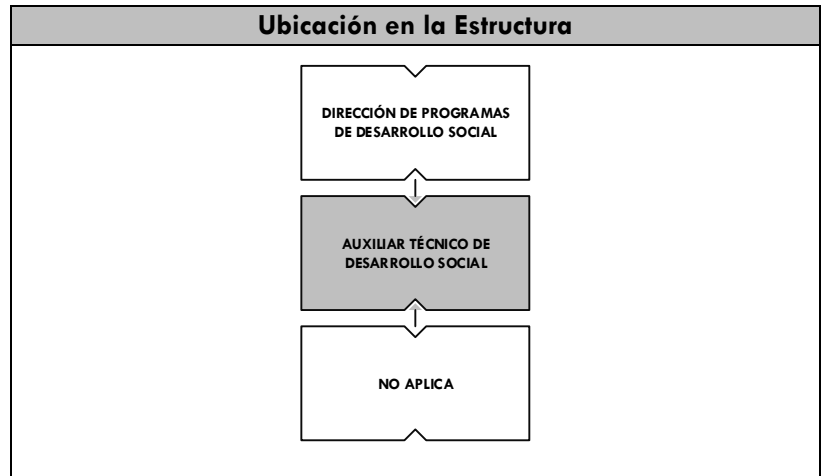 Ubicación en la Estructura
DIRECCIÓN DE PROGRAMAS
DE DESARROLLO SOCIAL
AUXILIAR TÉCNICO DE
DESARROLLO SOCIAL
NO APLICA